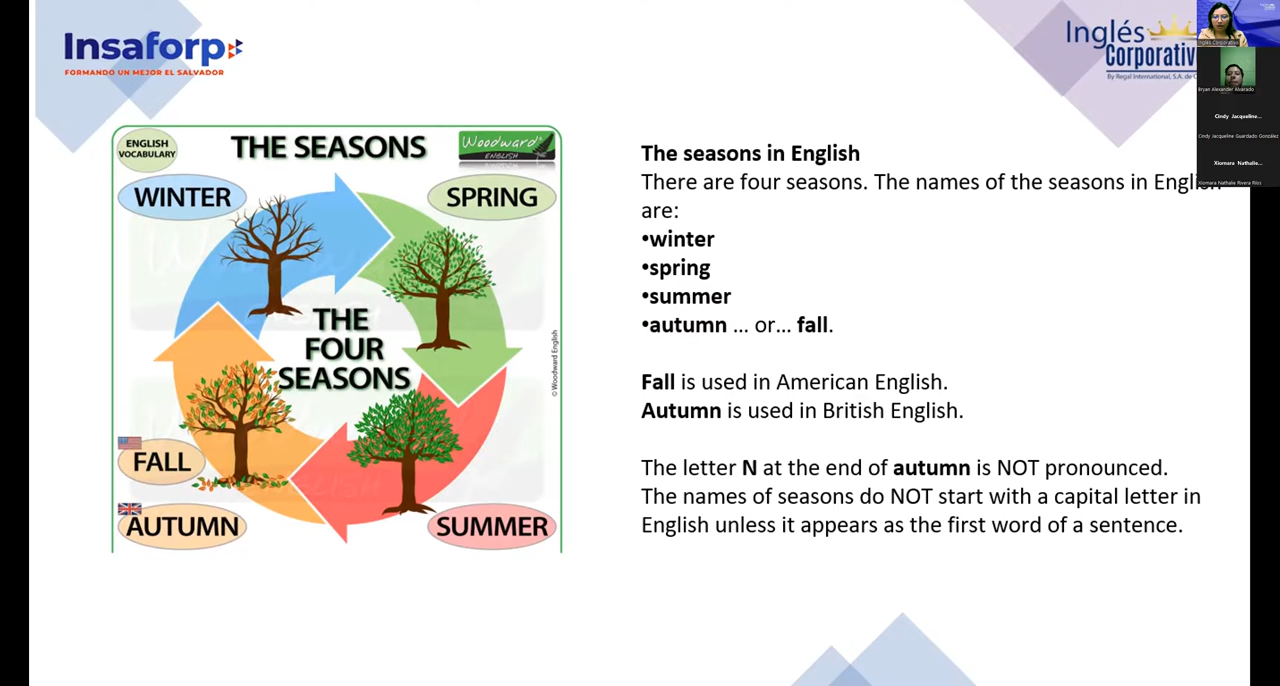 Insaforp
FORMANDO UN MEJOR EL SALVADOR
Inglés
Corporativ
By Regal International, S.A. de C
Inglés Corporativo
Bryan Alexander Alvarado
Cindy Jacqueline...
Cindy Jacqueline Guardado González
Xiomara Nathalie...
Xiomara Nathalie Rivera Rios
ENGLISH
VOCABULARY
THE SEASONS
Woodward
ENGLISH
WINTER
SPRING
THE
FOUR
SEASONS
FALL
AUTUMN
SUMMER
©Woodward English
The seasons in English
There are four seasons. The names of the seasons in English
are:
•winter
•spring
•summer
•autumn ... or... fall.
Fall is used in American English.
Autumn is used in British English.
The letter N at the end of autumn is NOT pronounced.
The names of seasons do NOT start with a capital letter in
English unless it appears as the first word of a sentence.